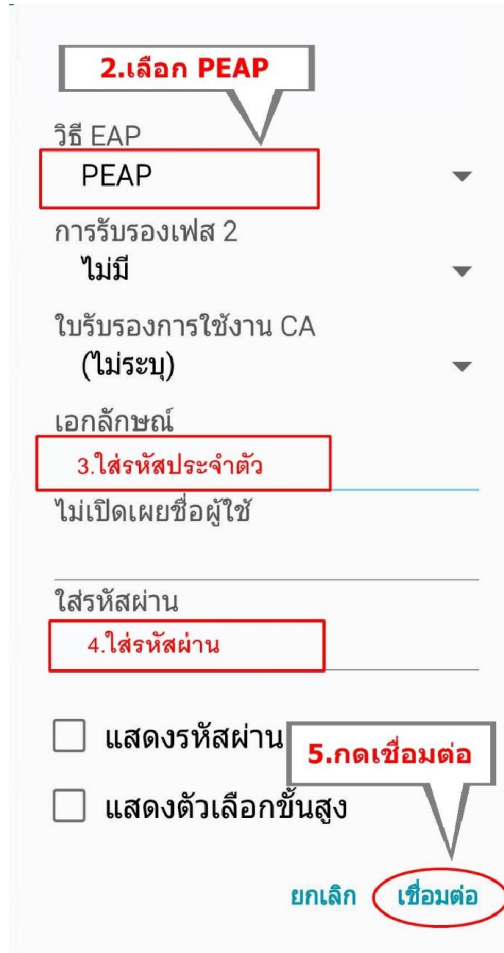 2.เลือก PEAP
วิธี EAP
PEAP
การรับรองเฟส 2
ไม่มี
ใบรับรองการใช้งาน CA
(ไม่ระบุ)
เอกลักษณ์
3.ใส่รหัสประจำตัว
ไม่เปิดเผยชื่อผู้ใช้
ใส่รหัสผ่าน
4.ใส่รหัสผ่าน
แสดงรหัสผ่าน
5.กดเชื่อมต่อ
แสดงตัวเลือกขั้นสูง
ยกเลิก เชื่อมต่อ